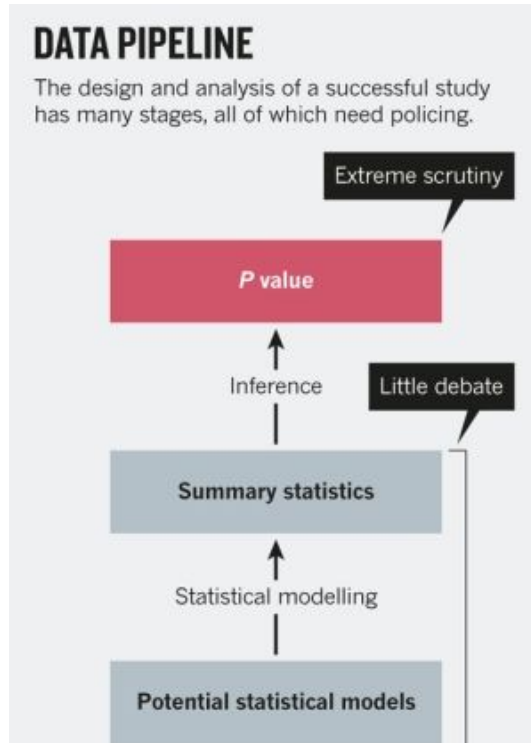 DATA PIPELINE
The design and analysis of a successful study
has many stages, all of which need policing.
Extreme scrutiny
P value
Inference
Little debate
Summary statistics
Statistical modelling
Potential statistical models